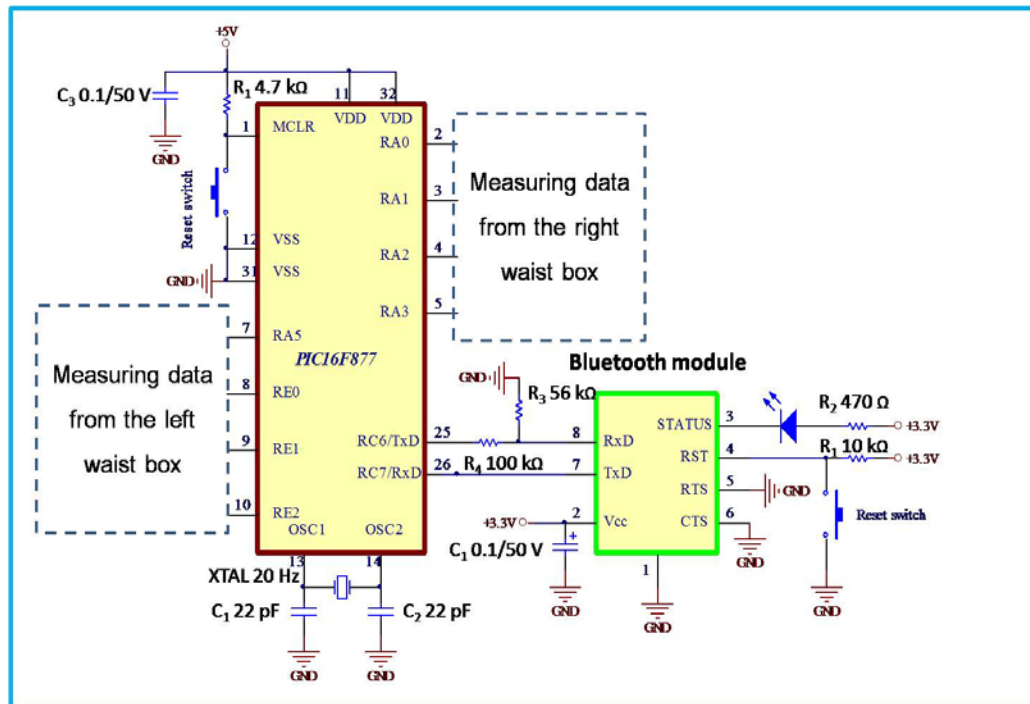 +5V
C3 0.1/50 V
R1 4.7 kΩ
GND
11
32
VDD
VDD
1
MCLR
RA0
2
Reset switch
RA1
3
Measuring data
from the right
waist box
12
VSS
RA2
4
31
VSS
GND
RA3
5
7
RA5
PIC16F877
Measuring data
from the left
waist box
8
RE0
9
RE1
10
RE2
RC6/TxD
25
RC7/RxD
26
OSC1
OSC2
13
14
XTAL 20 Hz
C1 22 pF
C2 22 pF
GND
GND
Bluetooth module
GND
R3 56 kΩ
R4 100 kΩ
8
RxD
7
TxD
+3.3V
2
Vcc
C1 0.1/50 V
GND
1
GND
STATUS
3
R2 470 Ω
+3.3V
RST
4
R1 10 kΩ
+3.3V
RTS
5
GND
CTS
6
GND
Reset switch
GND